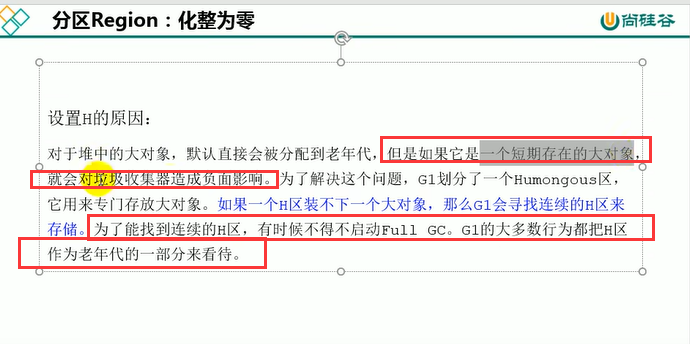 分区Region：化整为零
尚硅谷
设置H的原因：
对于堆中的大对象，默认直接会被分配到老年代，但是如果它是一个短期存在的大对象，
就会对垃圾收集器造成负面影响。为了解决这个问题，G1划分了一个Humongous区，
它用来专门存放大对象。如果一个H区装不下一个大对象，那么G1会寻找连续的H区来
存储。为了能找到连续的H区，有时候不得不启动Full GC。G1的大多数行为都把H区
作为老年代的一部分来看待。